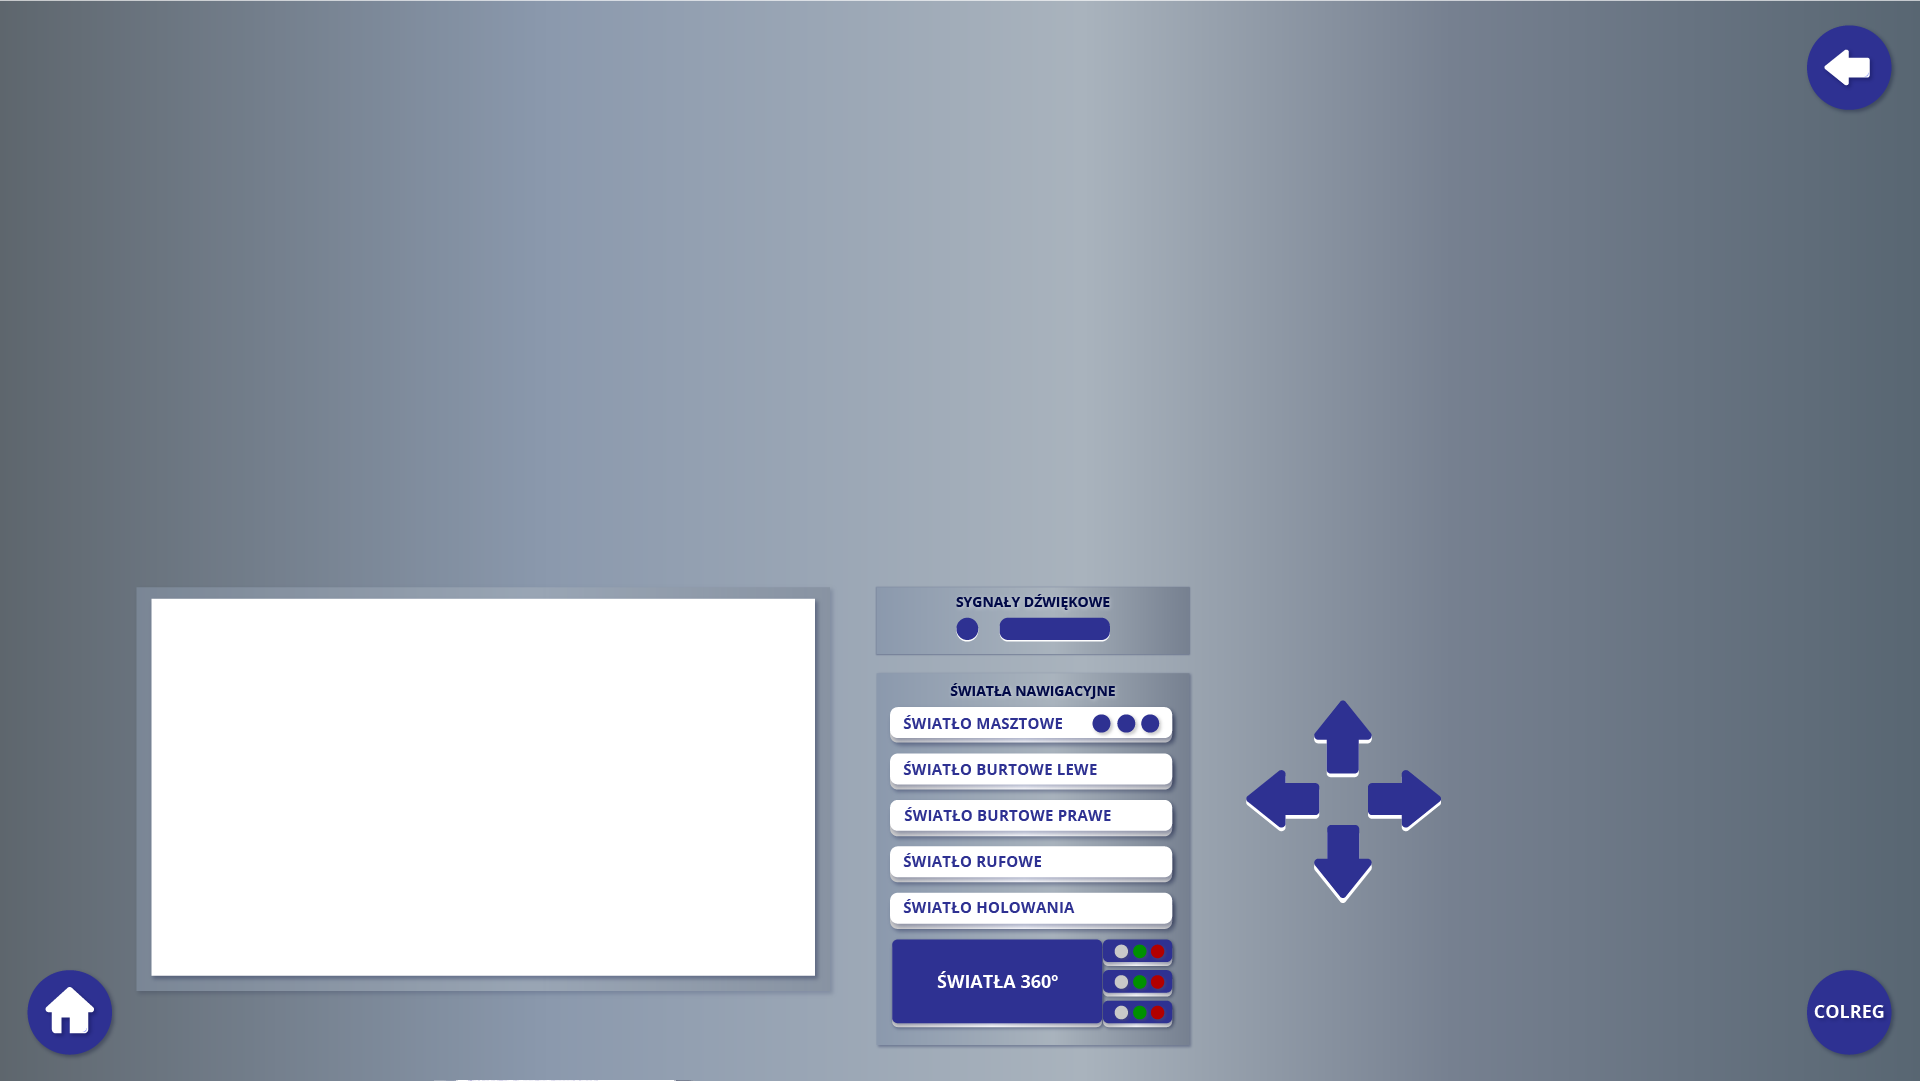 SYGNAŁY DŹWIĘKOWE
ŚWIATŁA NAWIGACYJNE
ŚWIATŁO MASZTOWE
ŚWIATŁO BURTOWE LEWE
ŚWIATŁO BURTOWE PRAWE
ŚWIATŁO RUFOWE
ŚWIATŁO HOLOWANIA
ŚWIATŁA 360°
COLREG